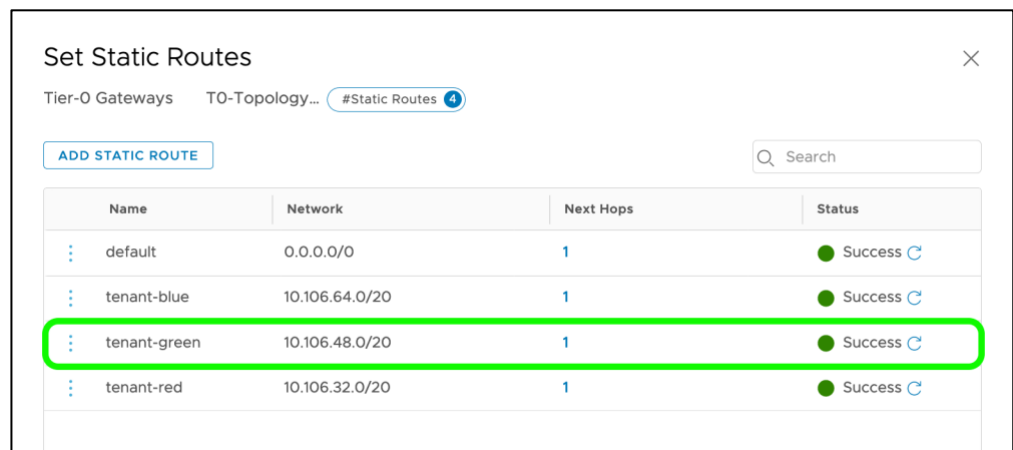 Set Static Routes
Tier-0 Gateways T0-Topology... #Static Routes 4
ADD STATIC ROUTE Search
Name Network Next Hops Status
default 0.0.0.0/0 1 Success
tenant-blue 10.106.64.0/20 1 Success
tenant-green 10.106.48.0/20 1 Success
tenant-red 10.106.32.0/20 1 Success